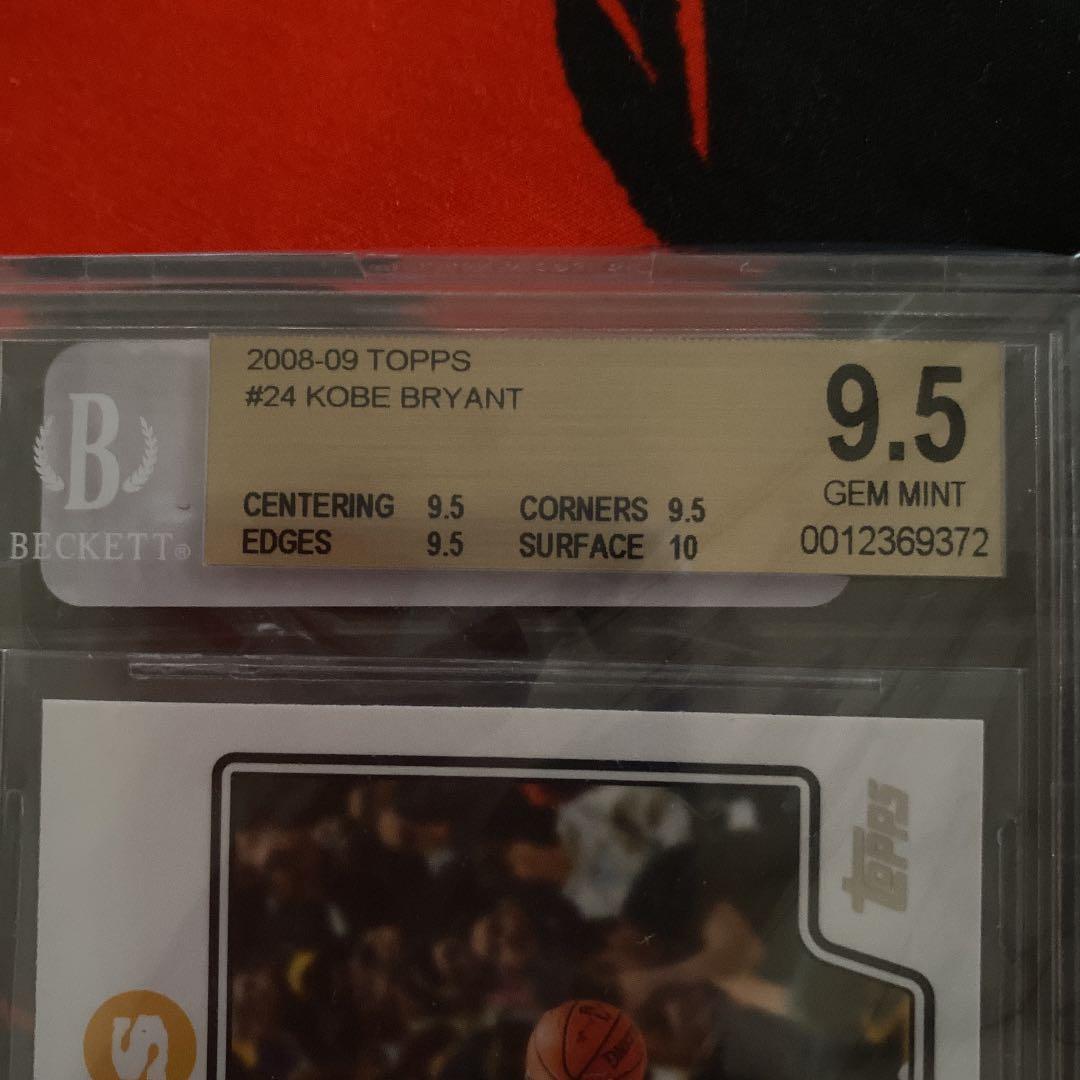 2008-09 TOPPS
#24 KOBE BRYANT
9.5
GEM MINT
0012369372
CENTERING 9.5 CORNERS 9.5
EDGES 9.5 SURFACE 10
B
BECKETT®
TOPPS
S